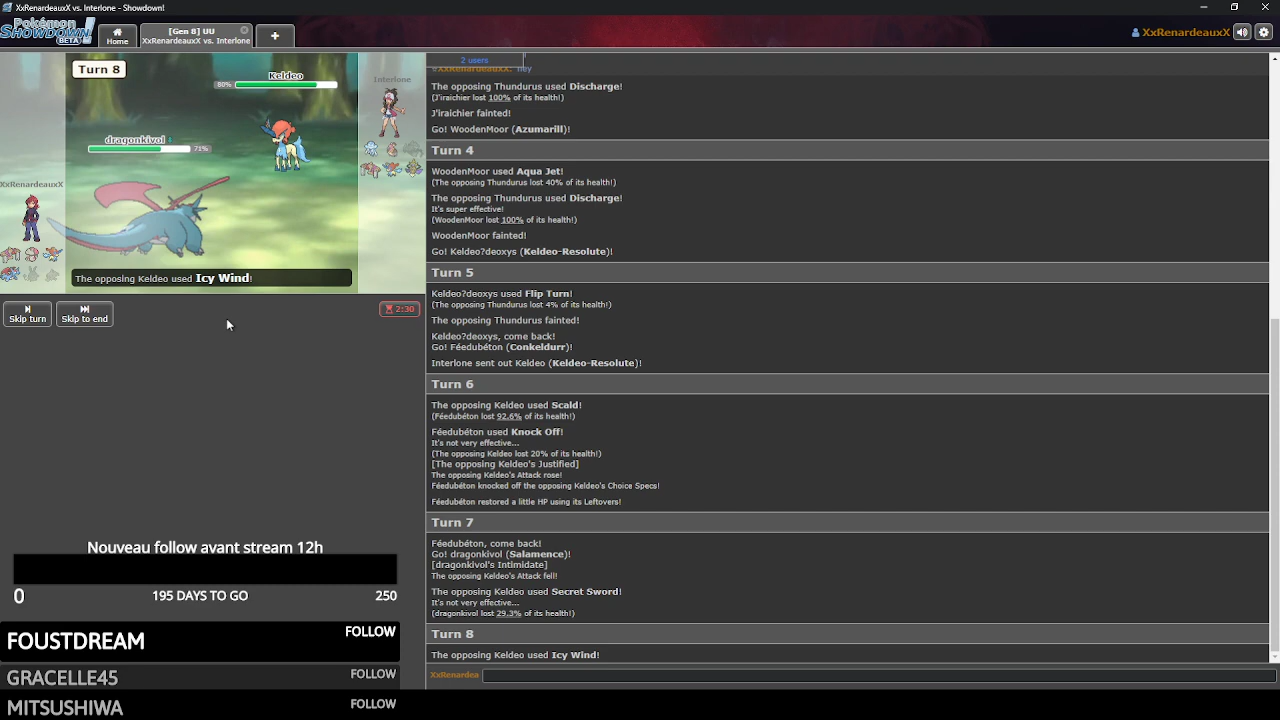 XxRenardeauxX vs. Interlone - Showdown!
Pokémon
SHOWDOWN!
BETA
Home
[Gen 8] UU
XxRenardeauxX vs. Interlone
XxRenardeauxX
Turn 8
Keldeo
80%
Interlone
dragonkivol
71%
XxRenardeauxX
The opposing Keldeo used Icy Wind!
Skip turn
Skip to end
2:30
Nouveau follow avant stream 12h
0
195 DAYS TO GO
250
FOUSTDREAM
FOLLOW
GRACELLE45
FOLLOW
MITSUSHIWA
FOLLOW
2 users
☆XxRenardeauxX: hey
The opposing Thundurus used Discharge!
(J'iraichier lost 100% of its health!)
J'iraichier fainted!
Go! WoodenMoor (Azumarill)!
Turn 4
WoodenMoor used Aqua Jet!
(The opposing Thundurus lost 40% of its health!)
The opposing Thundurus used Discharge!
It's super effective!
(WoodenMoor lost 100% of its health!)
WoodenMoor fainted!
Go! Keldeo?deoxys (Keldeo-Resolute)!
Turn 5
Keldeo?deoxys used Flip Turn!
(The opposing Thundurus lost 4% of its health!)
The opposing Thundurus fainted!
Keldeo?deoxys, come back!
Go! Féedubéton (Conkeldurr)!
Interlone sent out Keldeo (Keldeo-Resolute)!
Turn 6
The opposing Keldeo used Scald!
(Féedubéton lost 92.6% of its health!)
Féedubéton used Knock Off!
It's not very effective...
(The opposing Keldeo lost 20% of its health!)
[The opposing Keldeo's Justified]
The opposing Keldeo's Attack rose!
Féedubéton knocked off the opposing Keldeo's Choice Specs!
Féedubéton restored a little HP using its Leftovers!
Turn 7
Féedubéton, come back!
Go! dragonkivol (Salamence)!
[dragonkivol's Intimidate]
The opposing Keldeo's Attack fell!
The opposing Keldeo used Secret Sword!
It's not very effective...
(dragonkivol lost 29.3% of its health!)
Turn 8
The opposing Keldeo used Icy Wind!
XxRenardea